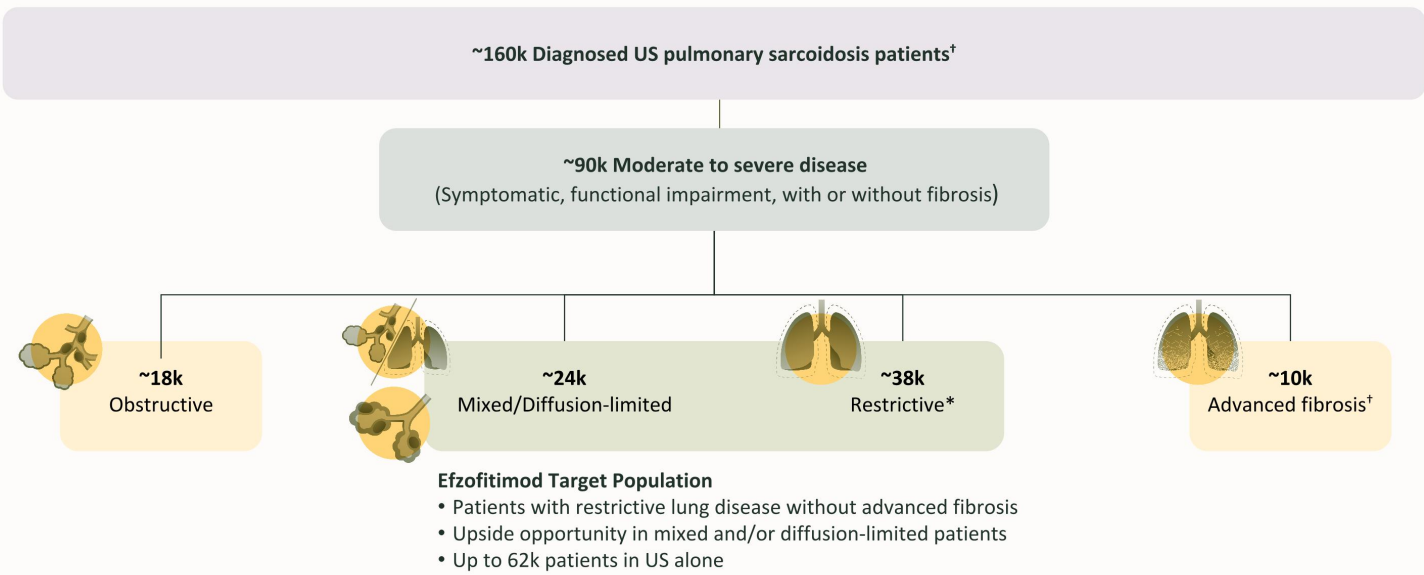 ~160k Diagnosed US pulmonary sarcoidosis patients†
~90k Moderate to severe disease
(Symptomatic, functional impairment, with or without fibrosis)
~18k
Obstructive
~24k
Mixed/Diffusion-limited
~38k
Restrictive*
~10k
Advanced fibrosis†
Efzofitimod Target Population
• Patients with restrictive lung disease without advanced fibrosis
• Upside opportunity in mixed and/or diffusion-limited patients
• Up to 62k patients in US alone